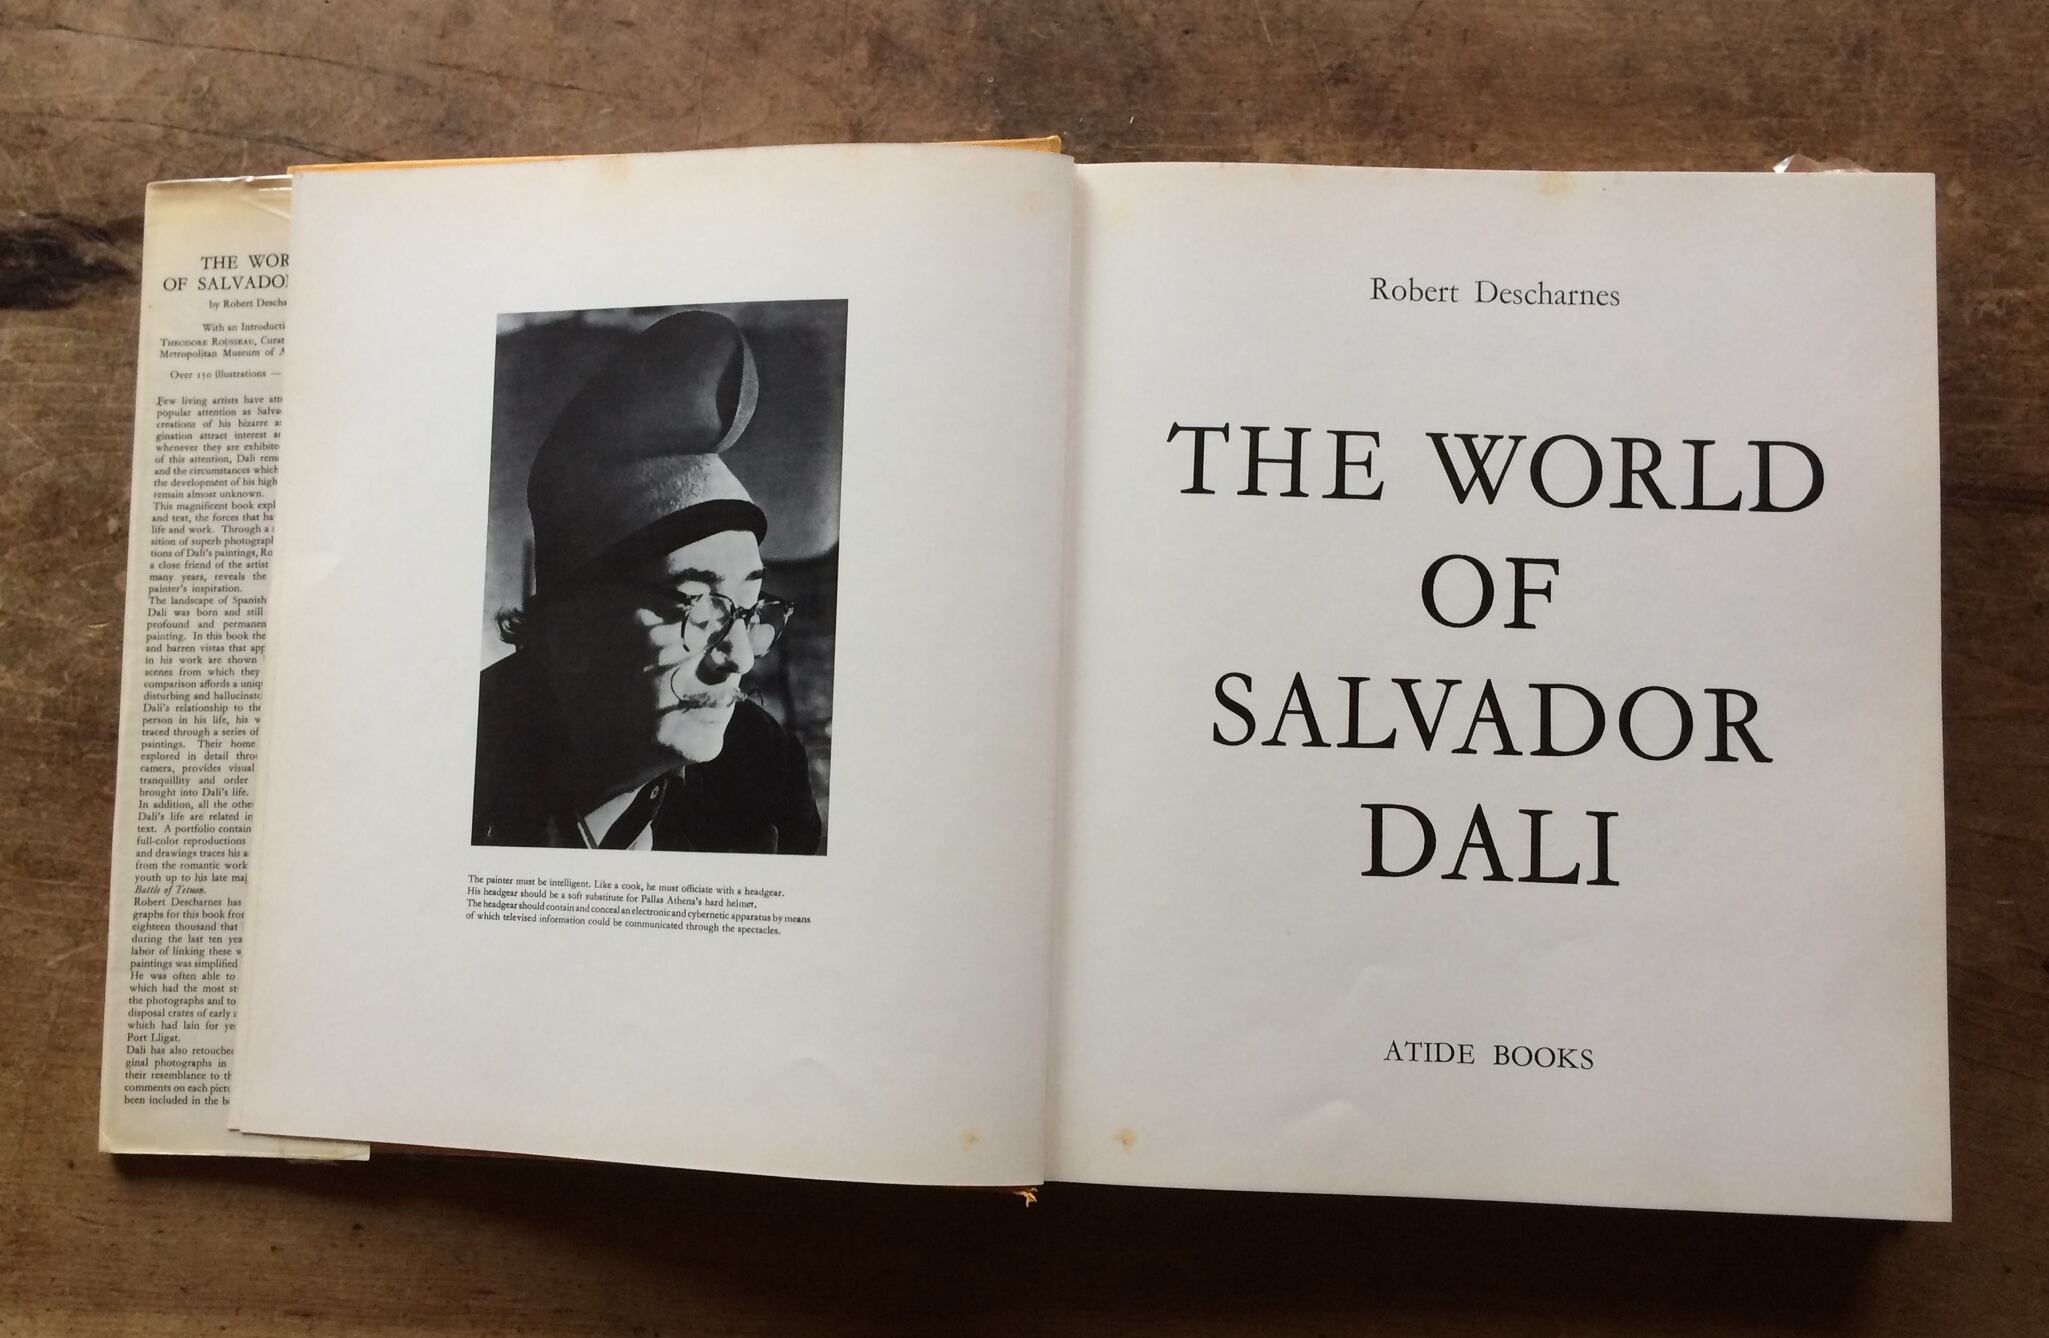 THE WOR
OF SALVADO
by Robert Descha
With an Introducti
THEODORE ROUSSEAU, Curat
Metropolitan Museum of A
Over 150 illustrations —
Few living artists have att
popular attention as Salva
creations of his bizarre a
gination attract interest a
whenever they are exhibite
of this attention, Dali rem
and the circumstances which
the development of his high
remain almost unknown.
This magnificent book expl
and text, the forces that ha
life and work. Through a
sition of superb photograpl
tions of Dali's paintings, Ro
a close friend of the artist
many years, reveals the
painter's inspiration.
The landscape of Spanish
Dali was born and still
profound and permanen
painting. In this book the
and barren vistas that app
in his work are shown
scenes from which they
comparison affords a uniq
disturbing and hallucinato
Dali's relationship to the
person in his life, his w
traced through a series of
paintings. Their home
explored in detail thro
camera, provides visual
tranquillity and order
brought into Dali's life.
In addition, all the othe
Dali's life are related in
text. A portfolio contain
full-color reproductions
and drawings traces his a
from the romantic work
youth up to his late maj
Battle of Tetuan.
Robert Descharnes has
graphs for this book fror
eighteen thousand that
during the last ten yea
labor of linking these w
paintings was simplified
He was often able to
which had the most st
the photographs and to
disposal crates of early
which had lain for ye
Port Lligat.
Dali has also retouched
ginal photographs in
their resemblance to th
comments on each pictu
been included in the b
The painter must be intelligent. Like a cook, he must officiate with a headgear.
His headgear should be a soft substitute for Pallas Athena's hard helmet.
The headgear should contain and conceal an electronic and cybernetic apparatus by means
of which televised information could be communicated through the spectacles.
Robert Descharnes
THE WORLD
OF
SALVADOR
DALI
ATIDE BOOKS